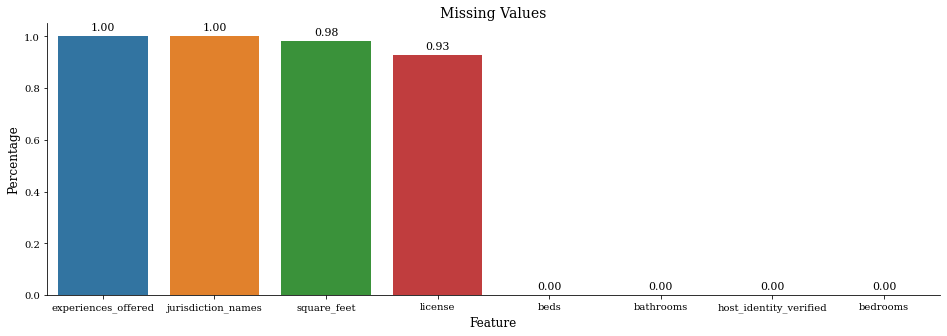 Missing Values
Percentage
1.0
0.8
0.6
0.4
0.2
0.0
1.00
1.00
0.98
0.93
0.00
0.00
0.00
0.00
experiences_offered
jurisdiction_names
square_feet
license
beds
bathrooms
host_identity_verified
bedrooms
Feature